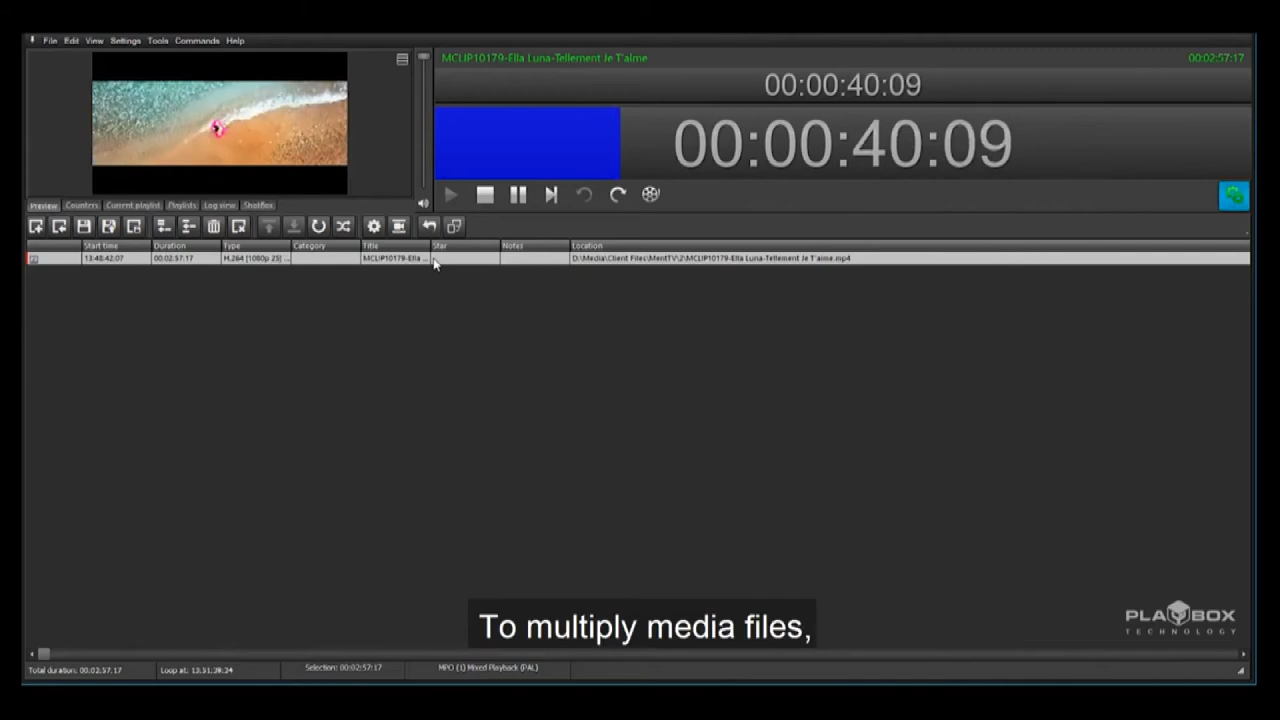 File Edit View Settings Tools Commands Help
MCLIP10179-Ella Luna-Tellement Je T'aime 00:02:57:17
00:00:40:09
00:00:40:09
Preview Counters Current playlist Playlists Log view ShotBox
Start time Duration Type Category Title Star Notes Location
13:48:42:07 00:02:57:17 H.264 [1080p 25] ... MCLIP10179-Ella ... D:\Media\Client Files\MentTV\2\MCLIP10179-Ella Luna-Tellement Je T'aime.mp4
PLAYBOX
TECHNOLOGY
To multiply media files,
Total duration: 00:02:57:17 Loop at: 13:51:39:24 Selection: 00:02:57:17 MPO (1) Mixed Playback (PAL)